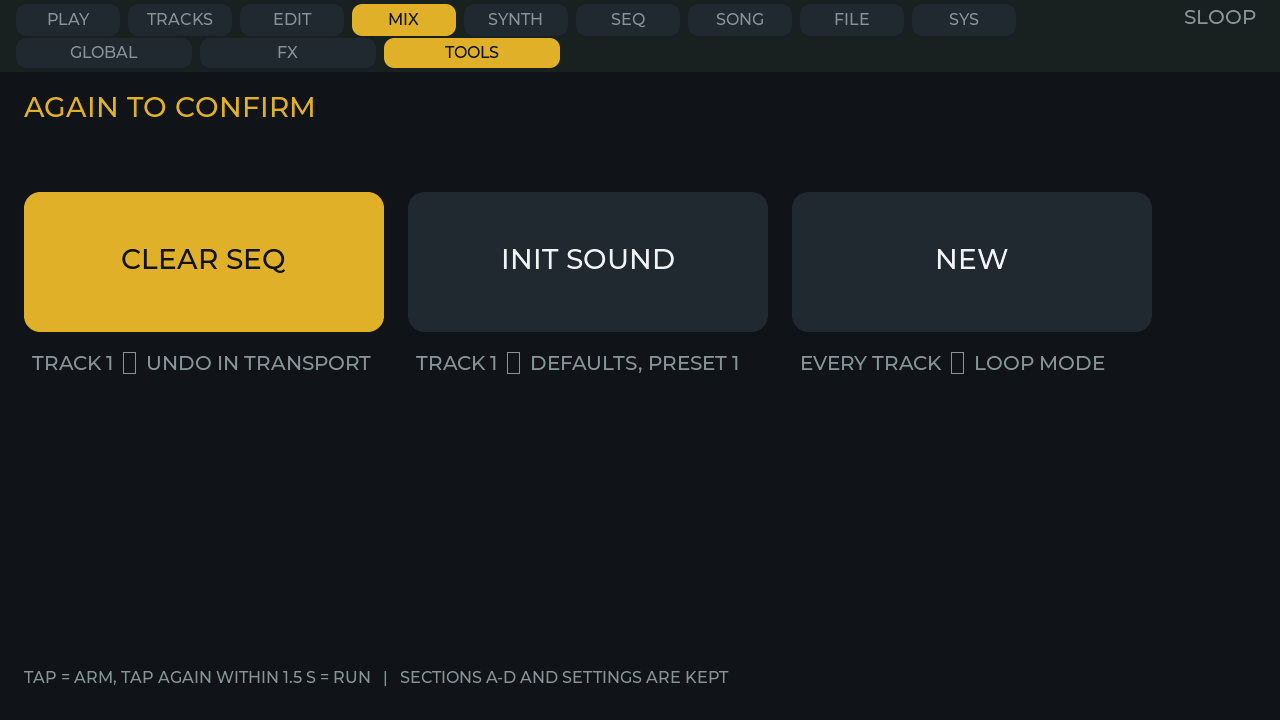 PLAY TRACKS EDIT MIX SYNTH SEQ SONG FILE SYS SLOOP
GLOBAL FX TOOLS
AGAIN TO CONFIRM
CLEAR SEQ INIT SOUND NEW
TRACK 1 ▯ UNDO IN TRANSPORT TRACK 1 ▯ DEFAULTS, PRESET 1 EVERY TRACK ▯ LOOP MODE
TAP = ARM, TAP AGAIN WITHIN 1.5 S = RUN | SECTIONS A-D AND SETTINGS ARE KEPT